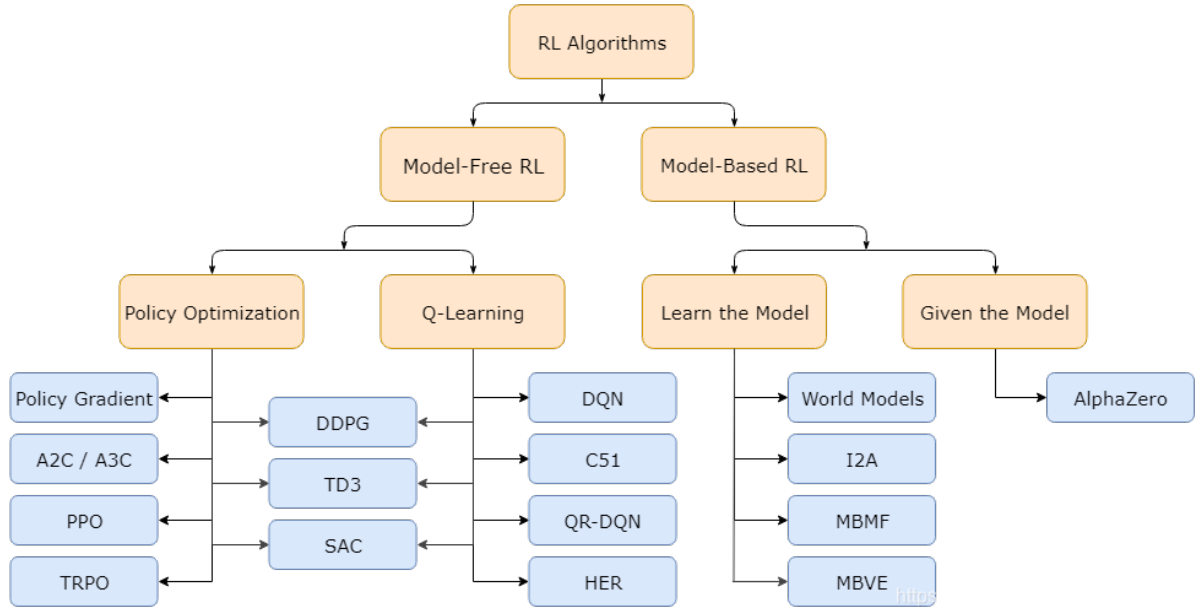 RL Algorithms
Model-Free RL
Model-Based RL
Policy Optimization
Q-Learning
Learn the Model
Given the Model
Policy Gradient
DDPG
DQN
World Models
AlphaZero
A2C / A3C
TD3
C51
I2A
PPO
SAC
QR-DQN
MBMF
TRPO
HER
MBVE
https